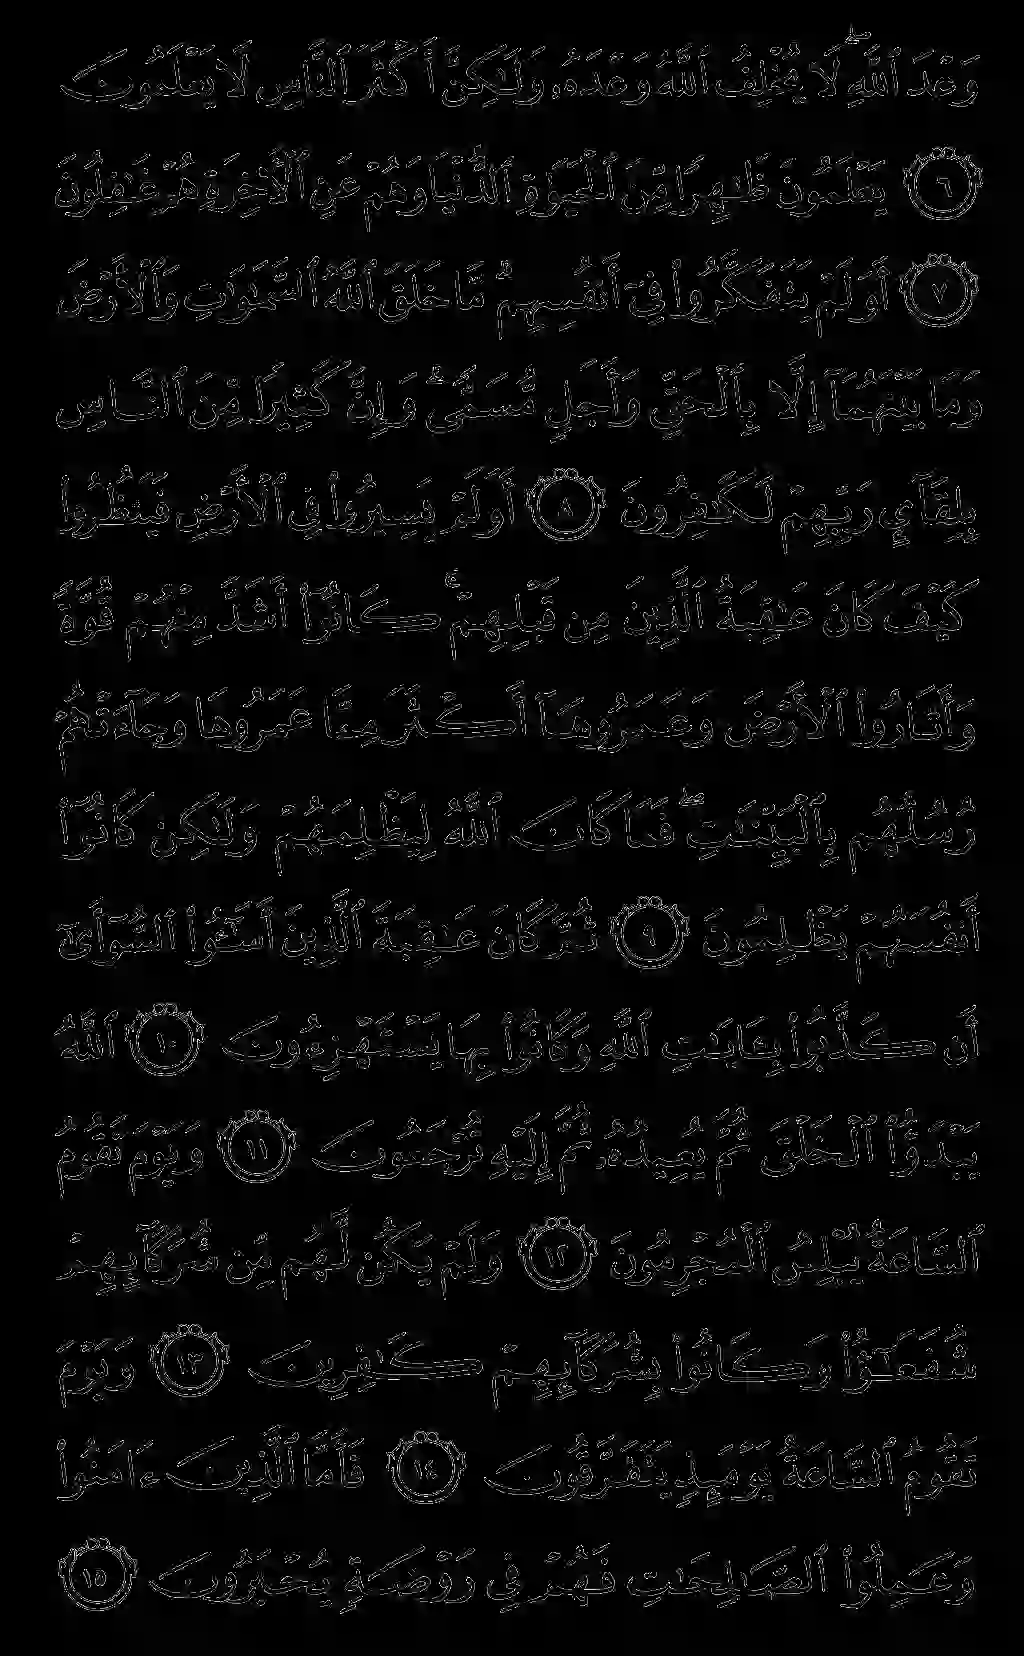 وَعْدَ ٱللَّهِ ۖ لَا يُخْلِفُ ٱللَّهُ وَعْدَهُۥ وَلَٰكِنَّ أَكْثَرَ ٱلنَّاسِ لَا يَعْلَمُونَ
٦ يَعْلَمُونَ ظَٰهِرًا مِّنَ ٱلْحَيَوٰةِ ٱلدُّنْيَا وَهُمْ عَنِ ٱلْءَاخِرَةِ هُمْ غَٰفِلُونَ
٧ أَوَلَمْ يَتَفَكَّرُوا۟ فِىٓ أَنفُسِهِم ۗ مَّا خَلَقَ ٱللَّهُ ٱلسَّمَٰوَٰتِ وَٱلْأَرْضَ
وَمَا بَيْنَهُمَآ إِلَّا بِٱلْحَقِّ وَأَجَلٍ مُّسَمًّى ۗ وَإِنَّ كَثِيرًا مِّنَ ٱلنَّاسِ
بِلِقَآئِ رَبِّهِمْ لَكَٰفِرُونَ ٨ أَوَلَمْ يَسِيرُوا۟ فِى ٱلْأَرْضِ فَيَنظُرُوا۟
كَيْفَ كَانَ عَٰقِبَةُ ٱلَّذِينَ مِن قَبْلِهِمْ ۚ كَانُوٓا۟ أَشَدَّ مِنْهُمْ قُوَّةً
وَأَثَارُوا۟ ٱلْأَرْضَ وَعَمَرُوهَآ أَكْثَرَ مِمَّا عَمَرُوهَا وَجَآءَتْهُمْ
رُسُلُهُم بِٱلْبَيِّنَٰتِ ۖ فَمَا كَانَ ٱللَّهُ لِيَظْلِمَهُمْ وَلَٰكِن كَانُوٓا۟
أَنفُسَهُمْ يَظْلِمُونَ ٩ ثُمَّ كَانَ عَٰقِبَةَ ٱلَّذِينَ أَسَٰٓـُٔوا۟ ٱلسُّوٓأَىٰٓ
أَن كَذَّبُوا۟ بِـَٔايَٰتِ ٱللَّهِ وَكَانُوا۟ بِهَا يَسْتَهْزِءُونَ ١٠ ٱللَّهُ
يَبْدَؤُا۟ ٱلْخَلْقَ ثُمَّ يُعِيدُهُۥ ثُمَّ إِلَيْهِ تُرْجَعُونَ ١١ وَيَوْمَ تَقُومُ
ٱلسَّاعَةُ يُبْلِسُ ٱلْمُجْرِمُونَ ١٢ وَلَمْ يَكُن لَّهُم مِّن شُرَكَآئِهِمْ
شُفَعَٰٓؤُا۟ وَكَانُوا۟ بِشُرَكَآئِهِمْ كَٰفِرِينَ ١٣ وَيَوْمَ
تَقُومُ ٱلسَّاعَةُ يَوْمَئِذٍ يَتَفَرَّقُونَ ١٤ فَأَمَّا ٱلَّذِينَ ءَامَنُوا۟
وَعَمِلُوا۟ ٱلصَّٰلِحَٰتِ فَهُمْ فِى رَوْضَةٍ يُحْبَرُونَ ١٥